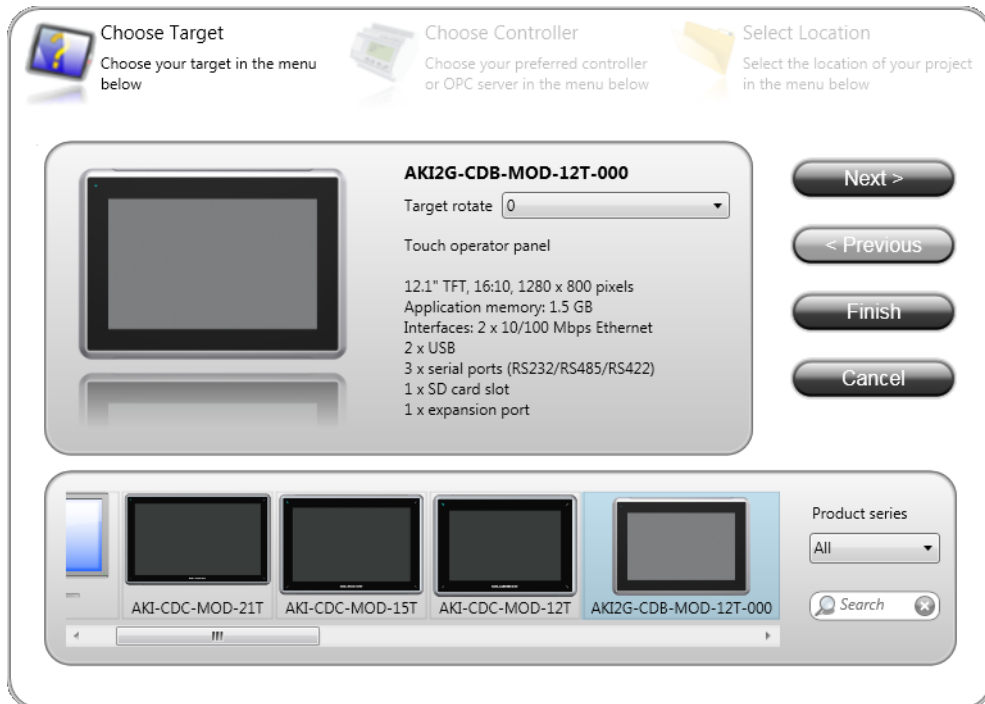 Choose Target
Choose your target in the menu
below
Choose Controller
Choose your preferred controller
or OPC server in the menu below
Select Location
Select the location of your project
in the menu below
AKI2G-CDB-MOD-12T-000
Target rotate 0
Touch operator panel
12.1" TFT, 16:10, 1280 x 800 pixels
Application memory: 1.5 GB
Interfaces: 2 x 10/100 Mbps Ethernet
2 x USB
3 x serial ports (RS232/RS485/RS422)
1 x SD card slot
1 x expansion port
Next >
< Previous
Finish
Cancel
AKI-CDC-MOD-21T
AKI-CDC-MOD-15T
AKI-CDC-MOD-12T
AKI2G-CDB-MOD-12T-000
Product series
All
Search